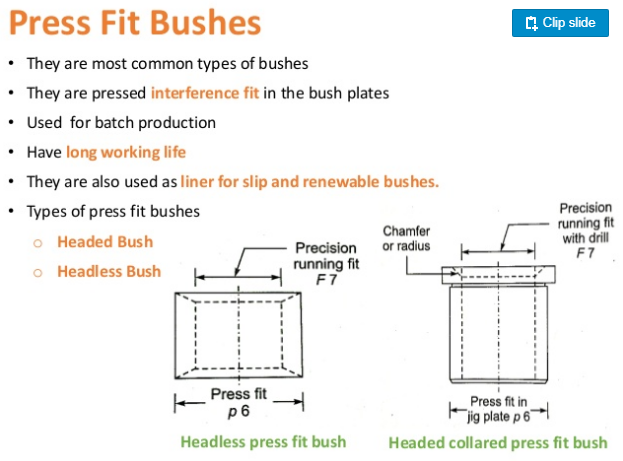 Press Fit Bushes
Clip slide
• They are most common types of bushes
• They are pressed interference fit in the bush plates
• Used for batch production
• Have long working life
• They are also used as liner for slip and renewable bushes.
• Types of press fit bushes
○ Headed Bush
○ Headless Bush
Precision
running fit
F7
Press fit
p 6
Headless press fit bush
Chamfer
or radius
Precision
running fit
with drill
F7
Press fit in
jig plate p 6
Headed collared press fit bush